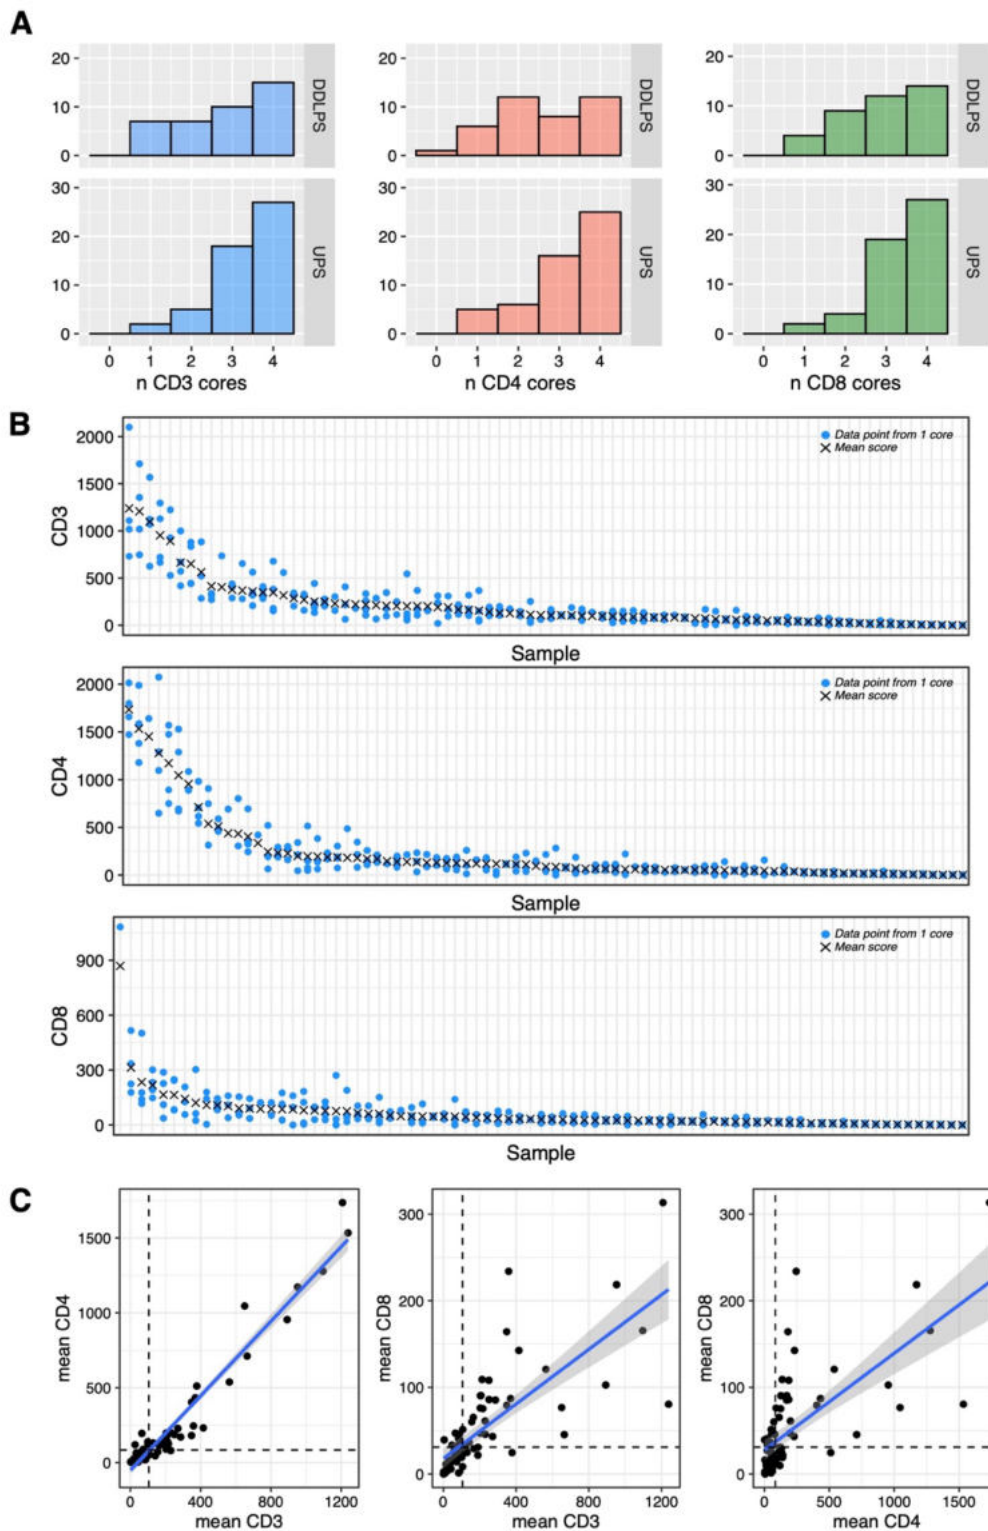 A
20
10
0
DDLPS
20
10
0
DDLPS
20
10
0
DDLPS
30
20
10
0
UPS
30
20
10
0
UPS
30
20
10
0
UPS
0 1 2 3 4
0 1 2 3 4
0 1 2 3 4
n CD3 cores
n CD4 cores
n CD8 cores
B
2000
1500
1000
500
0
CD3
Data point from 1 core
Mean score
Sample
2000
1500
1000
500
0
CD4
Data point from 1 core
Mean score
Sample
900
600
300
0
CD8
Data point from 1 core
Mean score
Sample
C
1500
1000
500
0
mean CD4
0 400 800 1200
mean CD3
300
200
100
0
mean CD8
0 400 800 1200
mean CD3
300
200
100
0
mean CD8
0 500 1000 1500
mean CD4